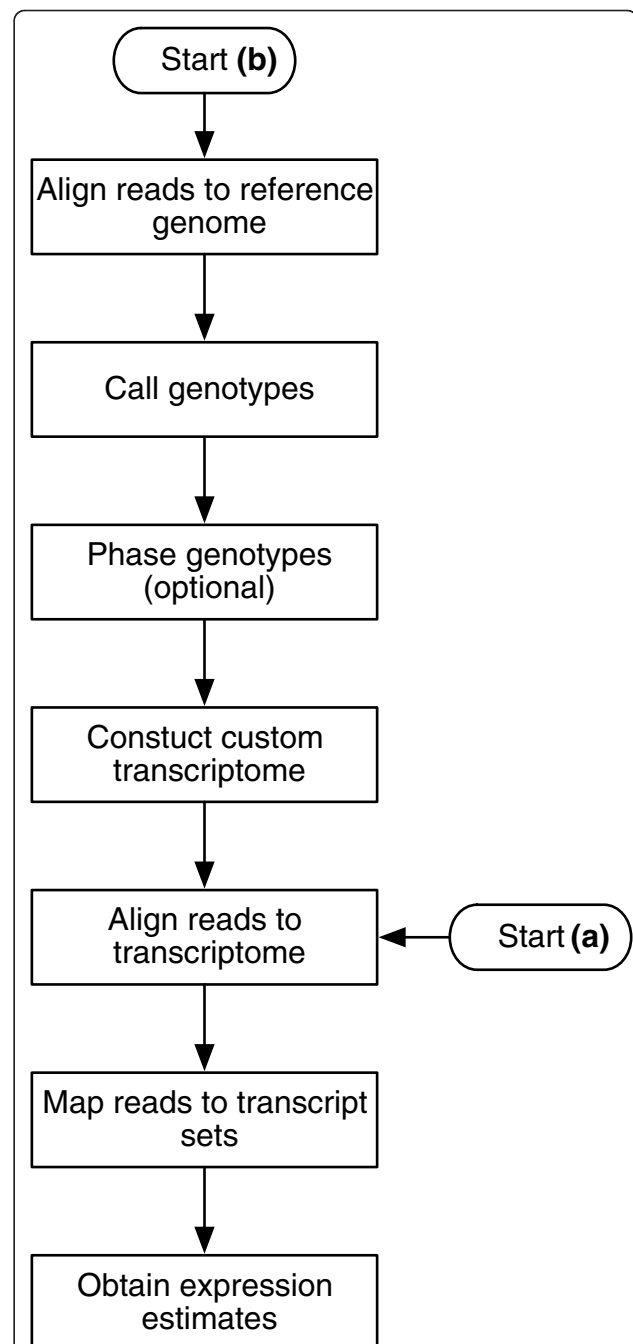 Start (b)
Align reads to reference
genome
Call genotypes
Phase genotypes
(optional)
Constuct custom
transcriptome
Align reads to
transcriptome
Start (a)
Map reads to transcript
sets
Obtain expression
estimates